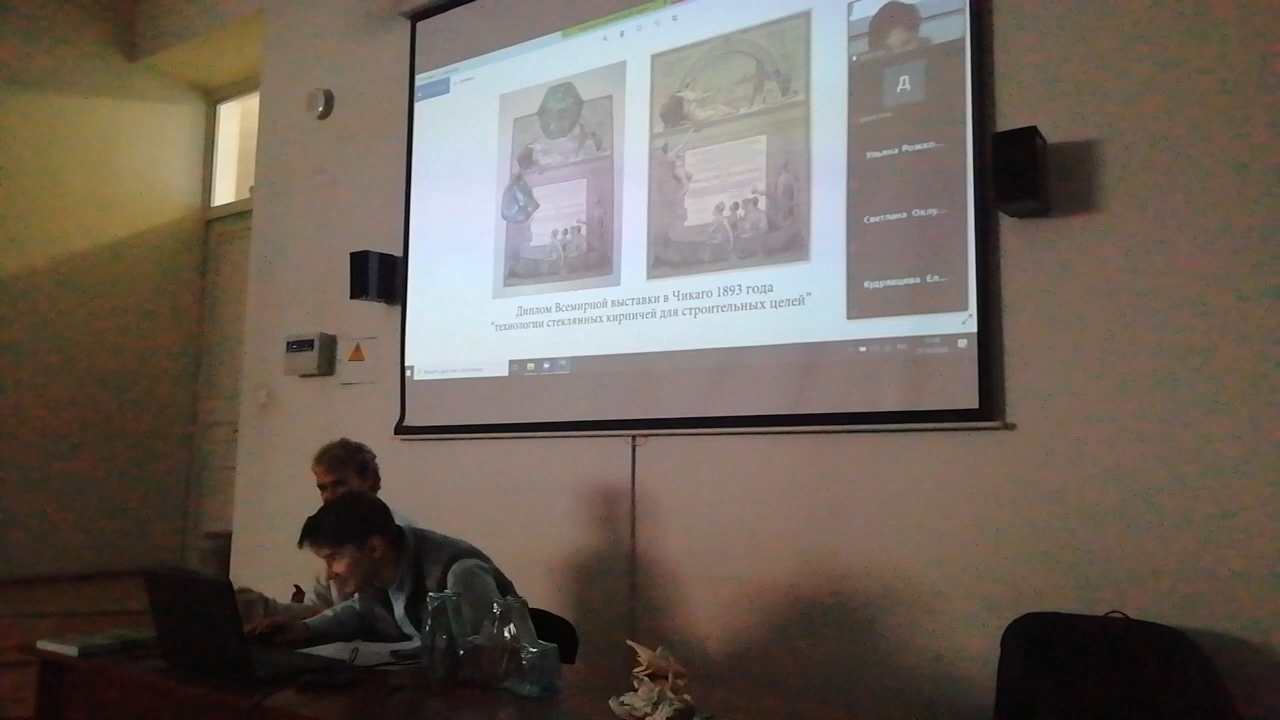 Д
Ульяна Рожко...
Светлана Охлу...
Кудрявцева Ел...
Диплом Всемирной выставки в Чикаго 1893 года
"технологии стеклянных кирпичей для строительных целей"